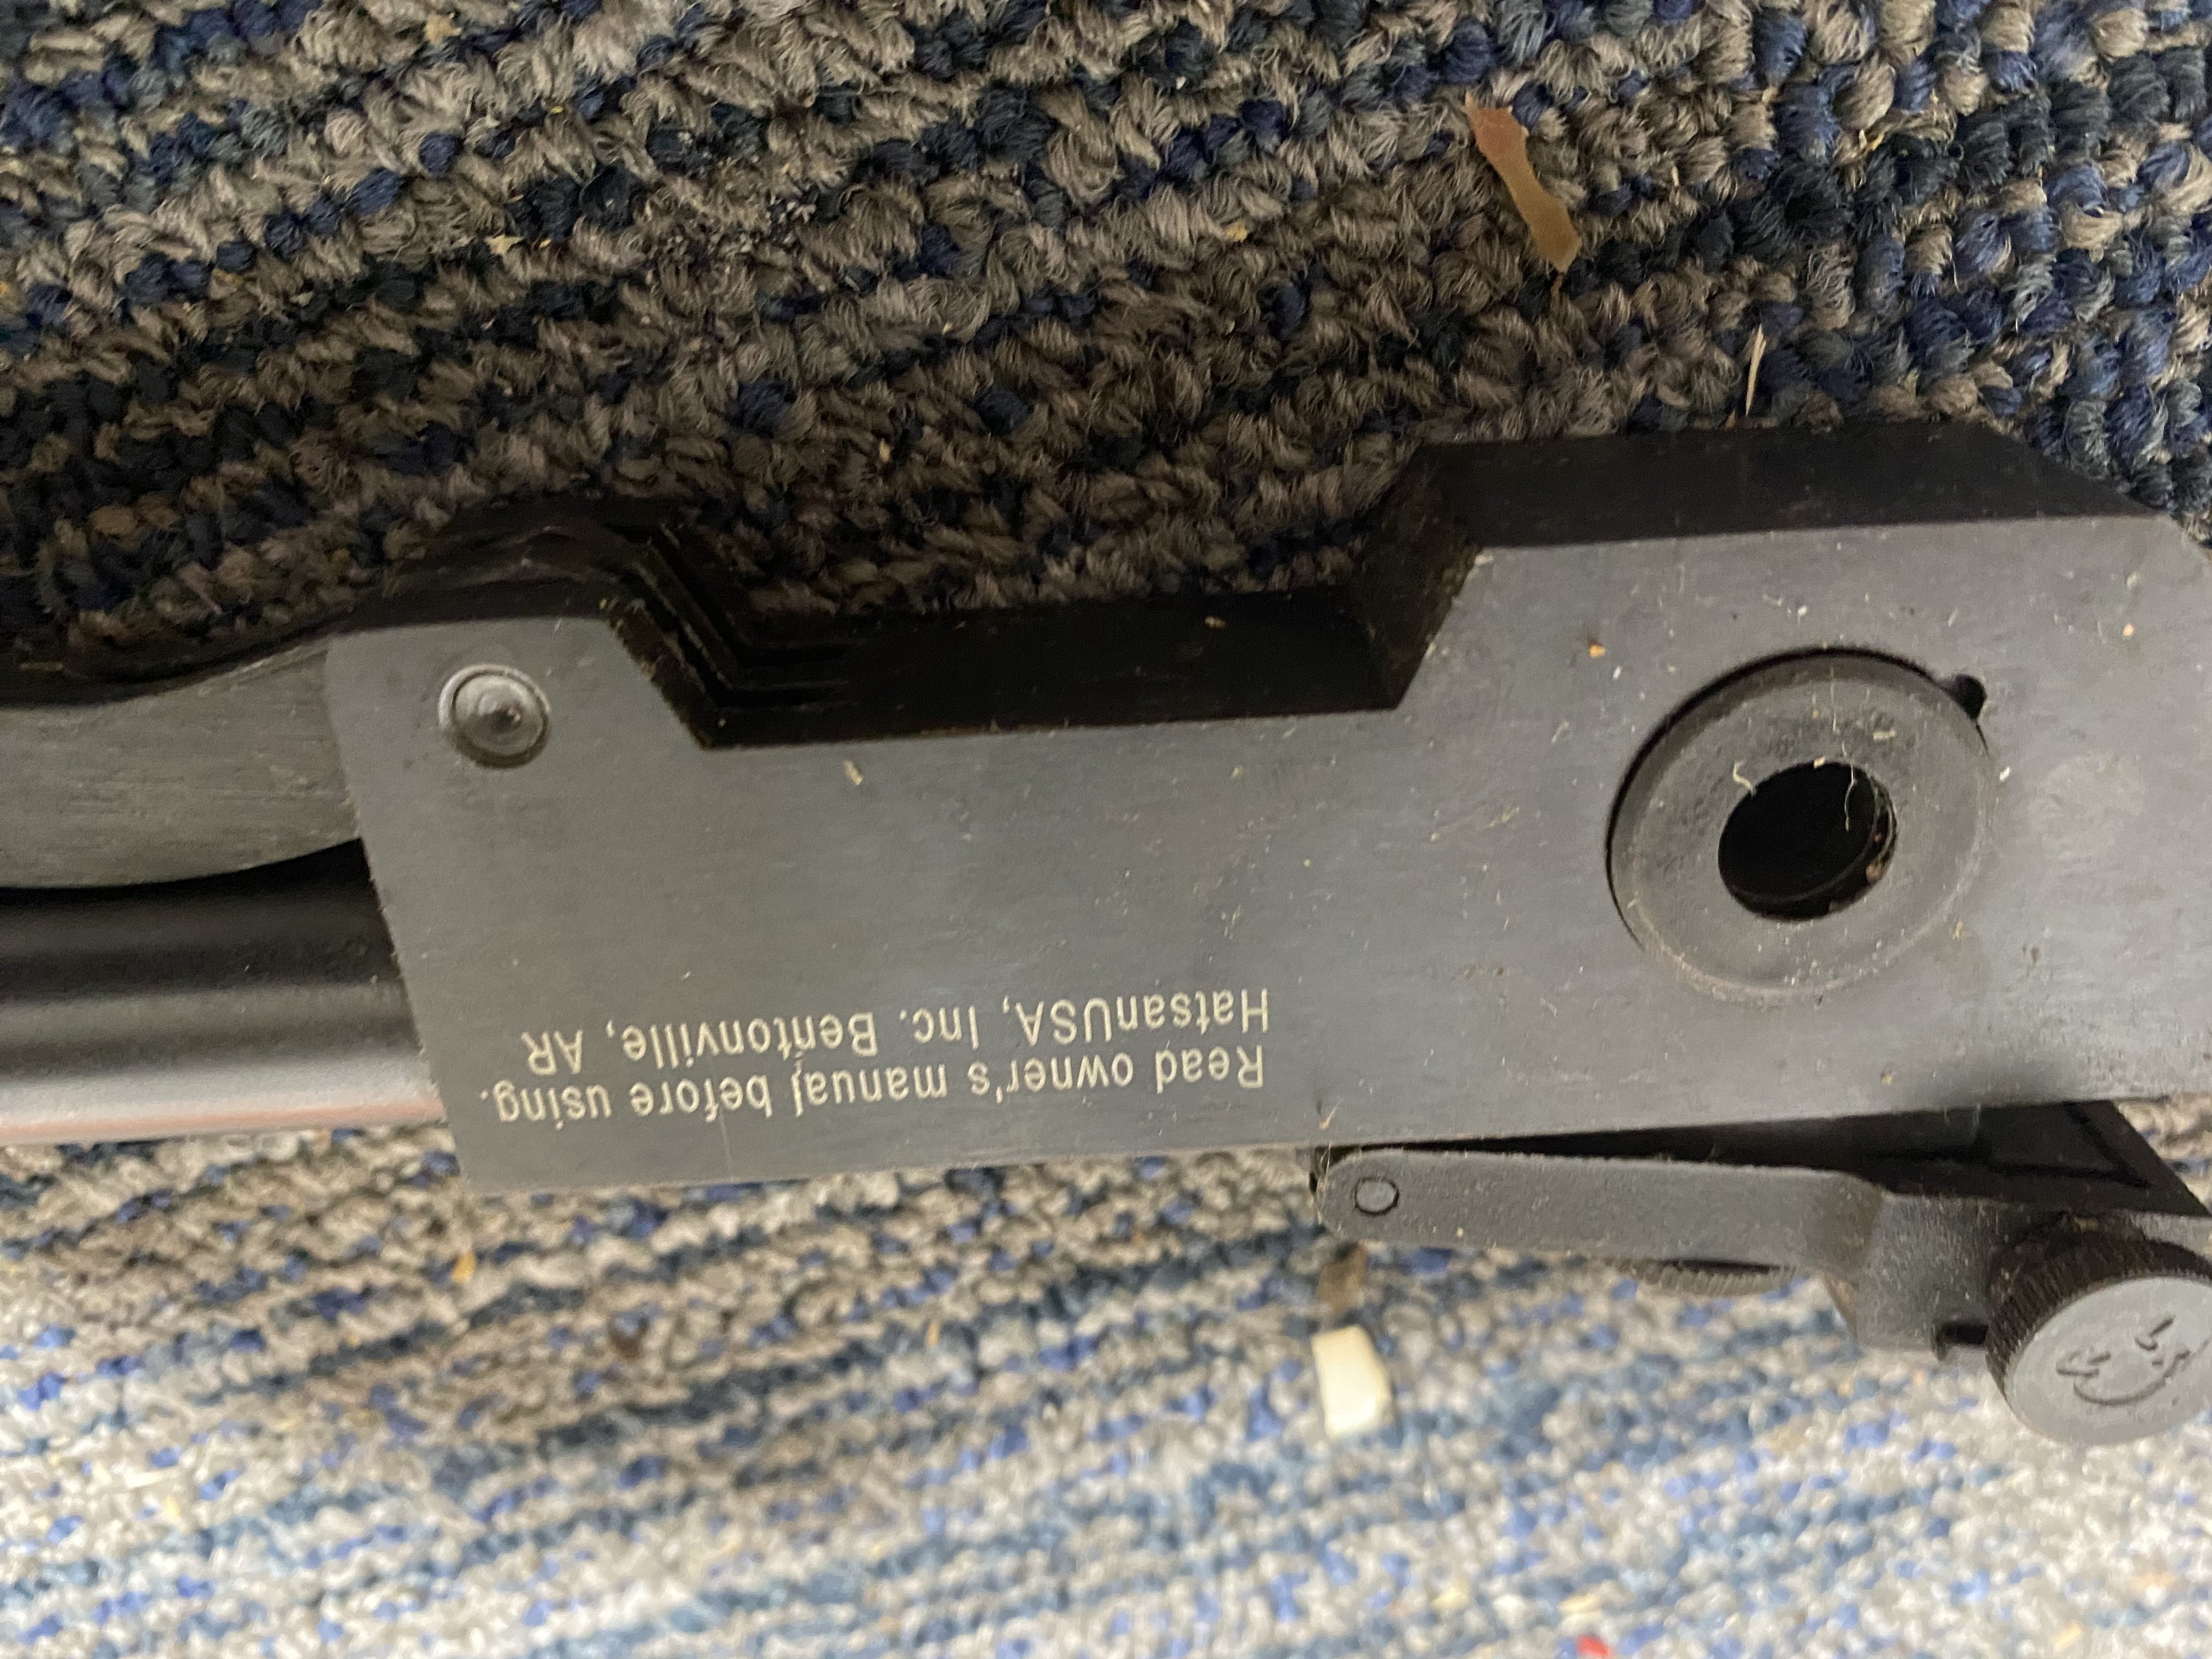 HatsanUSA, Inc. Bentonville, AR
Read owner's manual before using.